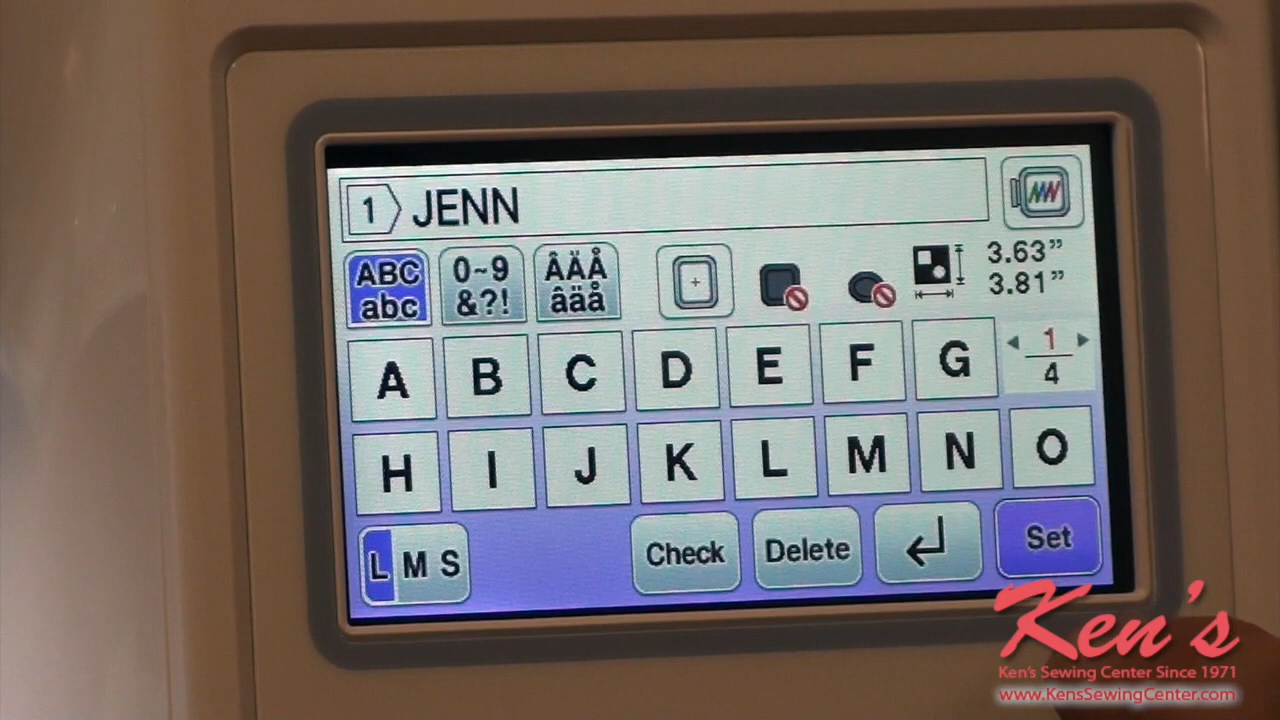 1 JENN
ABC abc 0~9 &?! ÂÄÅ âäå 3.63" 3.81"
A B C D E F G 1/4
H I J K L M N O
L M S Check Delete Set
Ken's
Ken's Sewing Center Since 1971
www.KensSewingCenter.com